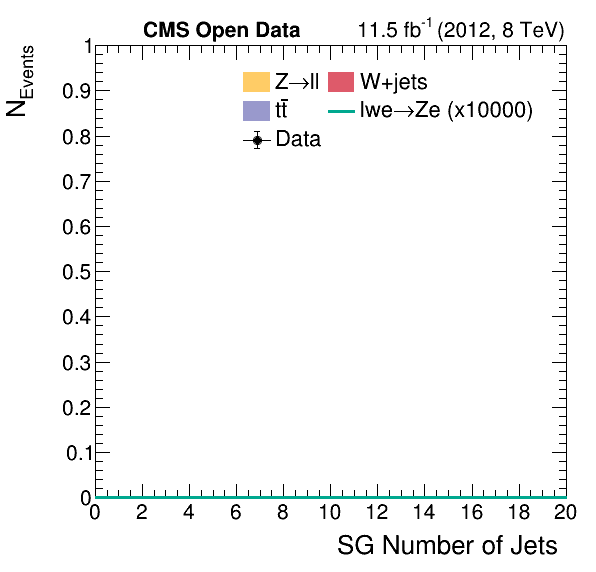 CMS Open Data 11.5 fb⁻¹ (2012, 8 TeV)
N_Events
Z→ll W+jets
tt̄ lwe→Ze (x10000)
Data
1
0.9
0.8
0.7
0.6
0.5
0.4
0.3
0.2
0.1
0
0 2 4 6 8 10 12 14 16 18 20
SG Number of Jets